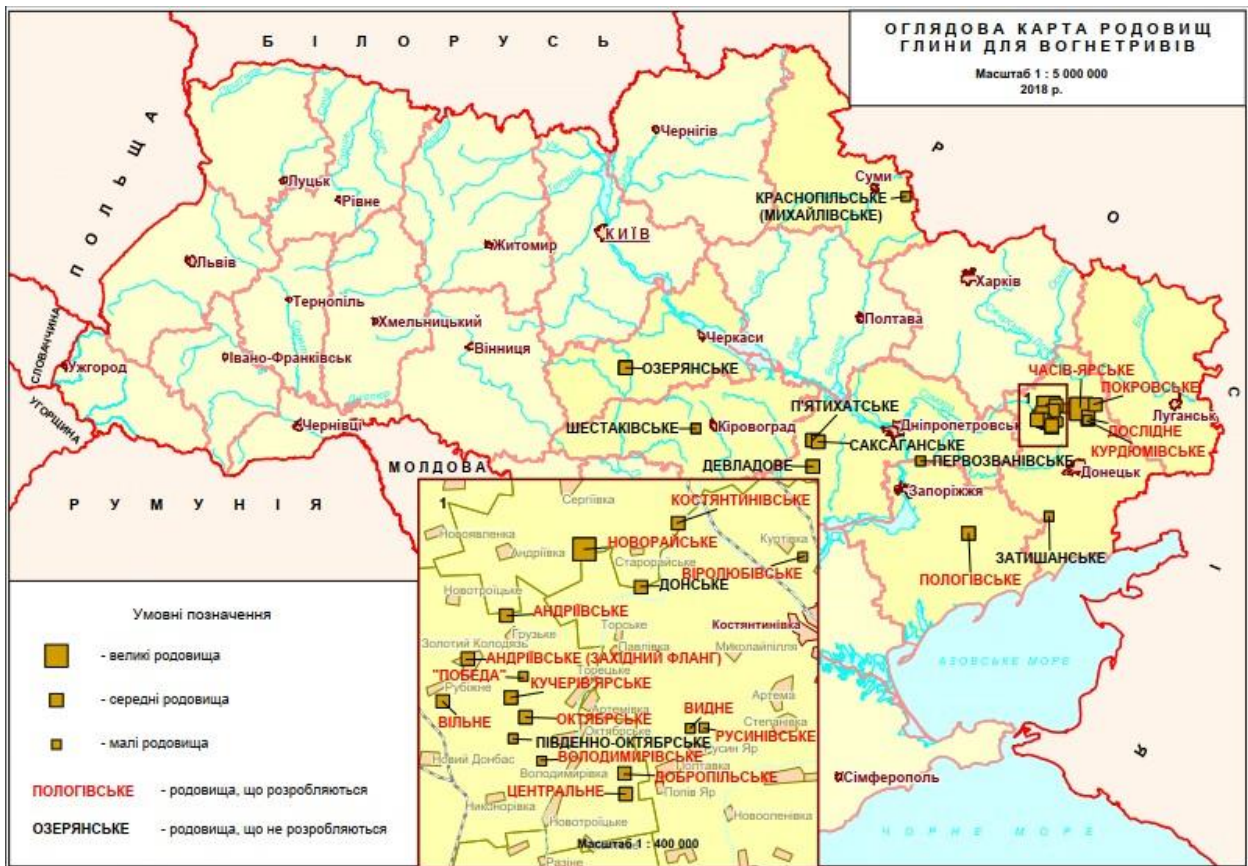 ОГЛЯДОВА КАРТА РОДОВИЩ
ГЛИНИ ДЛЯ ВОГНЕТРИВІВ
Масштаб 1 : 5 000 000
2018 р.
БІЛОРУСЬ
ПОЛЬЩА
РОСІЯ
СЛОВАЧЧИНА
УГОРЩИНА
РУМУНІЯ
МОЛДОВА
Чернігів
Суми
КРАСНОПІЛЬСЬКЕ
(МИХАЙЛІВСЬКЕ)
Луцьк
Рівне
КИЇВ
Житомир
Львів
Харків
Тернопіль
Хмельницький
Полтава
Вінниця
Черкаси
Івано-Франківськ
Ужгород
ОЗЕРЯНСЬКЕ
ЧАСІВ-ЯРСЬКЕ
ПОКРОВСЬКЕ
1
П'ЯТИХАТСЬКЕ
Луганськ
Чернівці
ШЕСТАКІВСЬКЕ
Кіровоград
Дніпропетровськ
ДОСЛІДНЕ
САКСАГАНСЬКЕ
КУРДЮМІВСЬКЕ
ДЕВЛАДОВЕ
ПЕРВОЗВАНІВСЬКЕ
Донецьк
Запоріжжя
ЗАТИШАНСЬКЕ
ПОЛОГІВСЬКЕ
АЗОВСЬКЕ МОРЕ
Сімферополь
ЧОРНЕ МОРЕ
1
Сергіївка
КОСТЯНТИНІВСЬКЕ
Новоявленка
НОВОРАЙСЬКЕ
Андріївка
Куртівка
Старорайське
ВІРОЛЮБІВСЬКЕ
ДОНСЬКЕ
Новотроїцьке
АНДРІЇВСЬКЕ
Грузьке
Торське
Костянтинівка
Золотий Колодязь
Павлівка
Миколайпілля
АНДРІЇВСЬКЕ (ЗАХІДНИЙ ФЛАНГ)
"ПОБЕДА"
Торецьке
Рубіжне
КУЧЕРІВ'ЯРСЬКЕ
Артема
Артемівка
ВИДНЕ
ВІЛЬНЕ
ОКТЯБРСЬКЕ
Степанівка
Октябрське
РУСИНІВСЬКЕ
ПІВДЕННО-ОКТЯБРСЬКЕ
Русин Яр
Новий Донбас
ВОЛОДИМИРІВСЬКЕ
Полтавка
Володимирівка
ДОБРОПІЛЬСЬКЕ
ЦЕНТРАЛЬНЕ
Попів Яр
Никонорівка
Новотроїцьке
Новооленівка
Масштаб 1 : 400 000
Разіне
Умовні позначення
- великі родовища
- середні родовища
- малі родовища
ПОЛОГІВСЬКЕ - родовища, що розробляються
ОЗЕРЯНСЬКЕ - родовища, що не розробляються